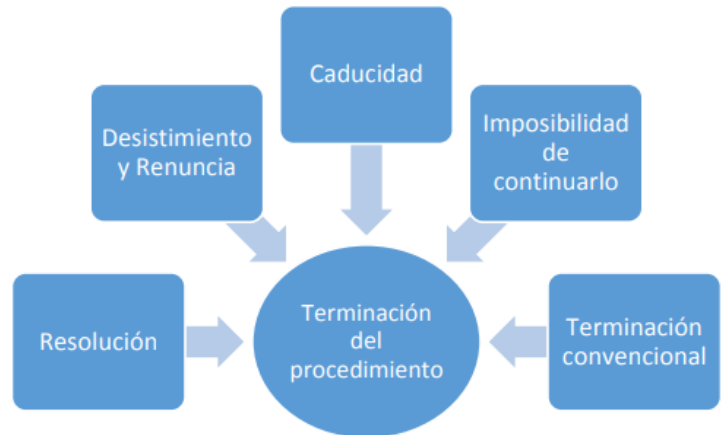 Caducidad
Desistimiento
y Renuncia
Imposibilidad
de
continuarlo
Resolución
Terminación
del
procedimiento
Terminación
convencional